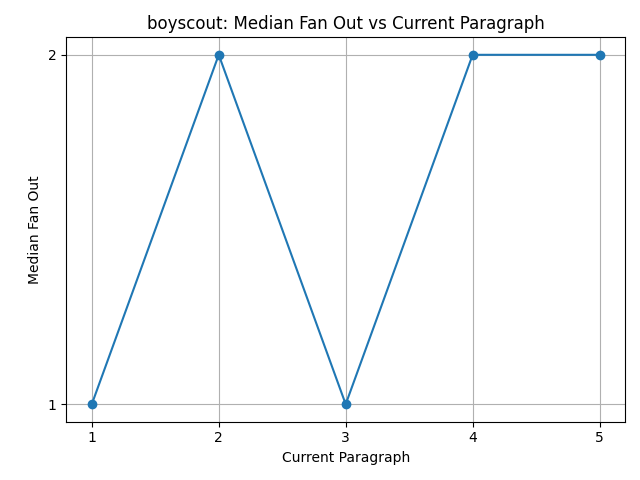 boyscout: Median Fan Out vs Current Paragraph
2
Median Fan Out
1
1 2 3 4 5
Current Paragraph